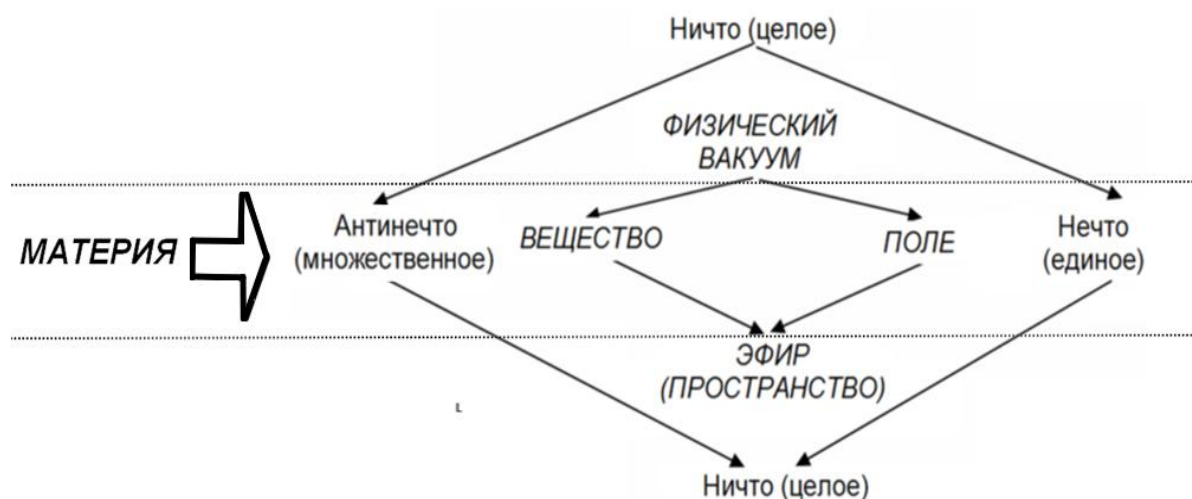 Ничто (целое)
ФИЗИЧЕСКИЙ
ВАКУУМ
МАТЕРИЯ
Антинечто
(множественное)
ВЕЩЕСТВО
ПОЛЕ
Нечто
(единое)
ЭФИР
(ПРОСТРАНСТВО)
L
Ничто (целое)